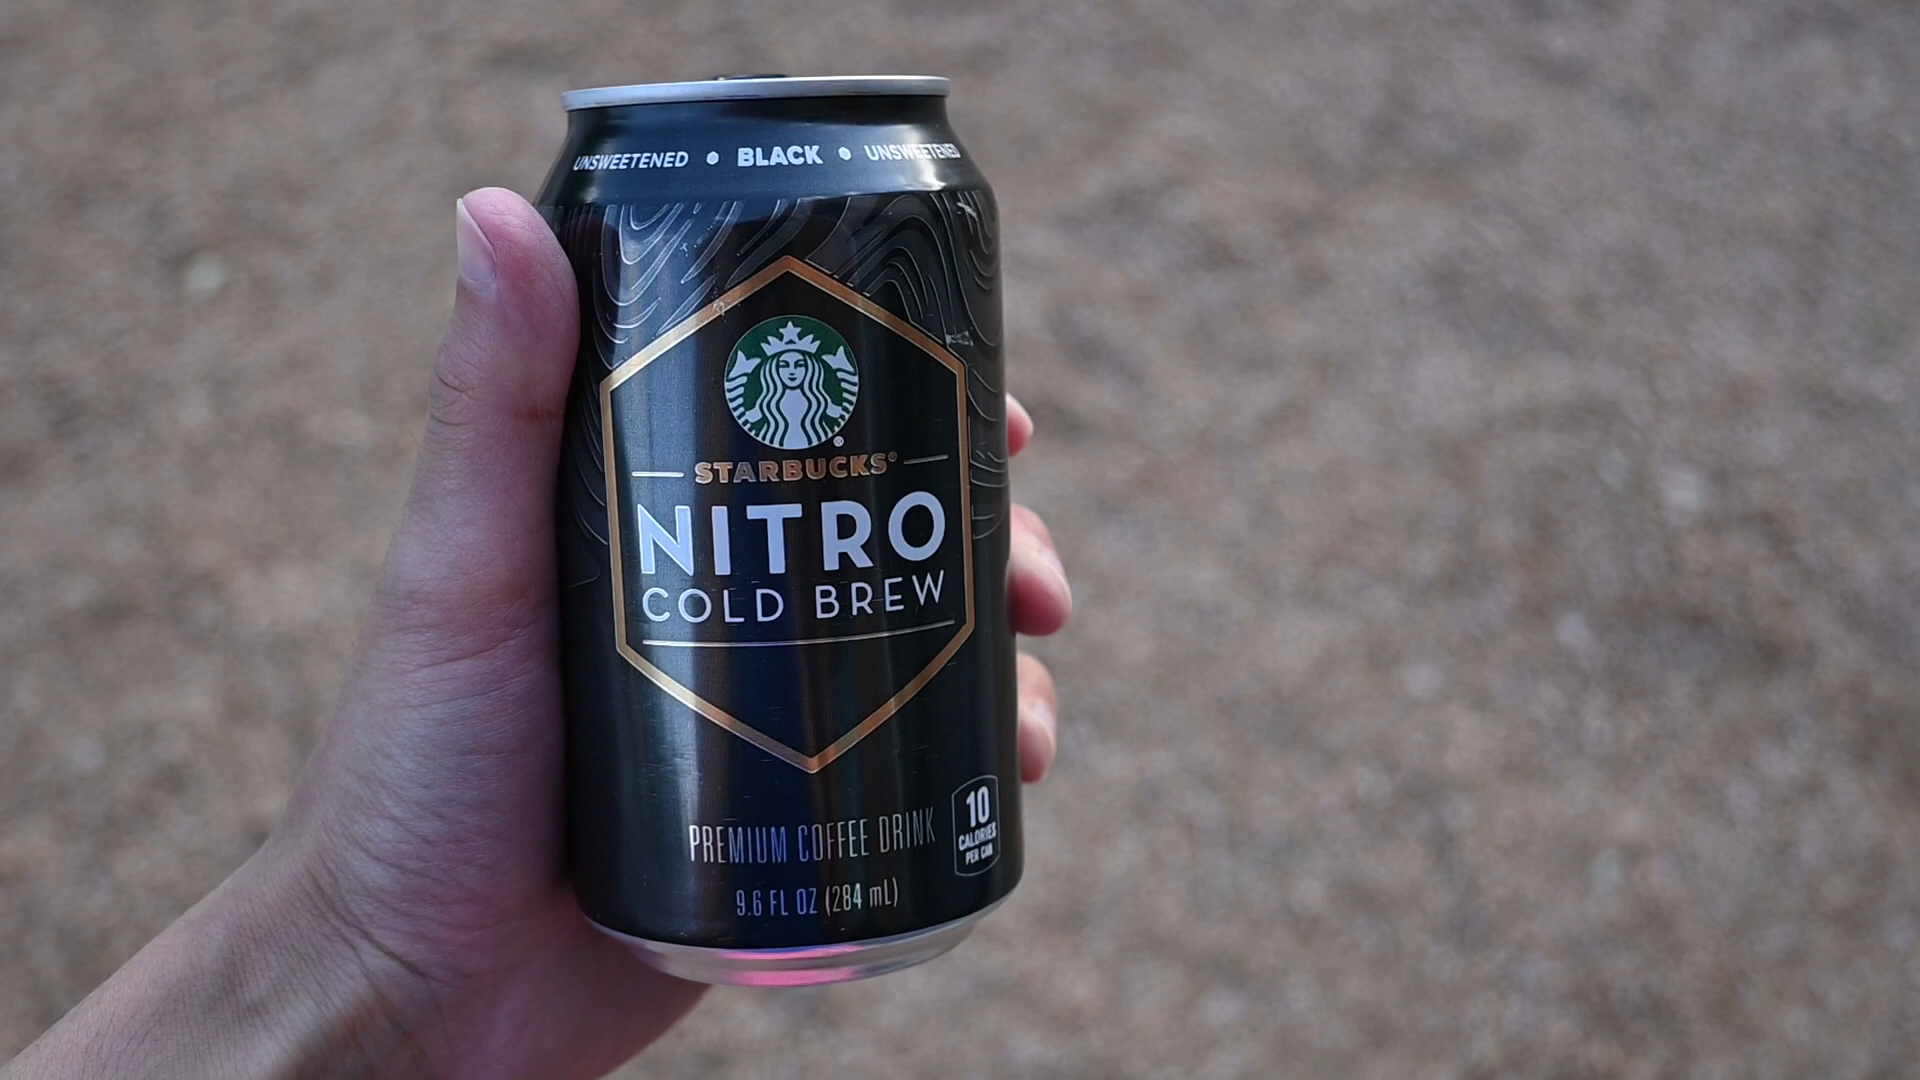 UNSWEETENED • BLACK • UNSWEETENED
STARBUCKS®
NITRO
COLD BREW
PREMIUM COFFEE DRINK
10
CALORIES
PER CAN
9.6 FL OZ (284 mL)